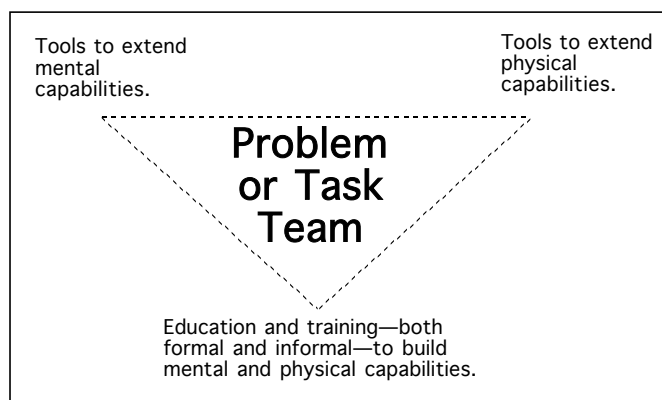 Tools to extend
mental
capabilities.
Tools to extend
physical
capabilities.
Problem
or Task
Team
Education and training—both
formal and informal—to build
mental and physical capabilities.